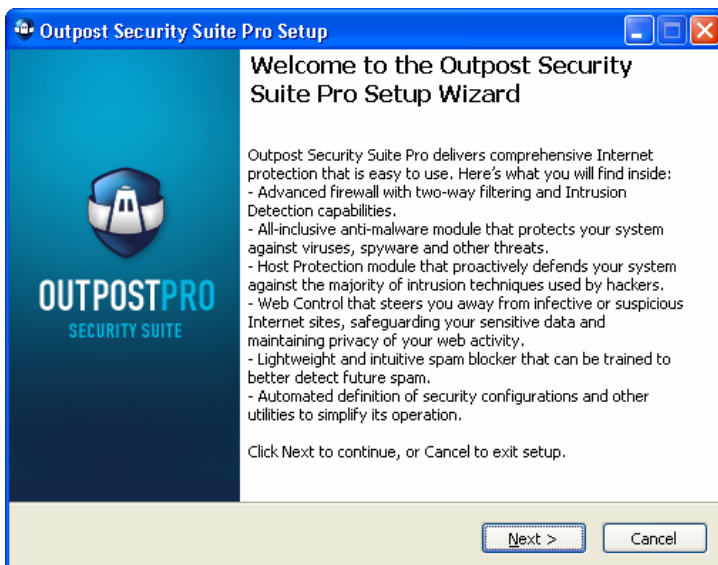 Outpost Security Suite Pro Setup
Welcome to the Outpost Security
Suite Pro Setup Wizard
Outpost Security Suite Pro delivers comprehensive Internet
protection that is easy to use. Here's what you will find inside:
- Advanced firewall with two-way filtering and Intrusion
Detection capabilities.
- All-inclusive anti-malware module that protects your system
against viruses, spyware and other threats.
- Host Protection module that proactively defends your system
against the majority of intrusion techniques used by hackers.
- Web Control that steers you away from infective or suspicious
Internet sites, safeguarding your sensitive data and
maintaining privacy of your web activity.
- Lightweight and intuitive spam blocker that can be trained to
better detect future spam.
- Automated definition of security configurations and other
utilities to simplify its operation.
Click Next to continue, or Cancel to exit setup.
OUTPOSTPRO
SECURITY SUITE
Next >
Cancel